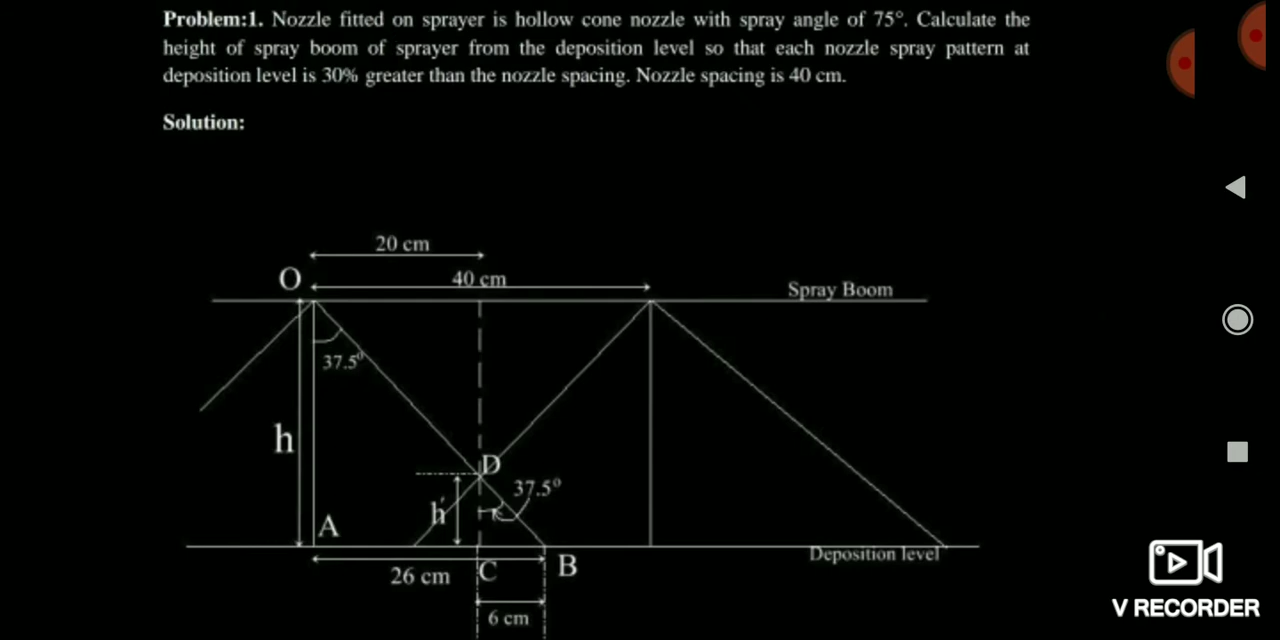 Problem:1. Nozzle fitted on sprayer is hollow cone nozzle with spray angle of 75°. Calculate the
height of spray boom of sprayer from the deposition level so that each nozzle spray pattern at
deposition level is 30% greater than the nozzle spacing. Nozzle spacing is 40 cm.
Solution:
20 cm
O
40 cm
Spray Boom
37.5⁰
h
D
37.5⁰
h'
A
Deposition level
26 cm
C
B
6 cm
V RECORDER